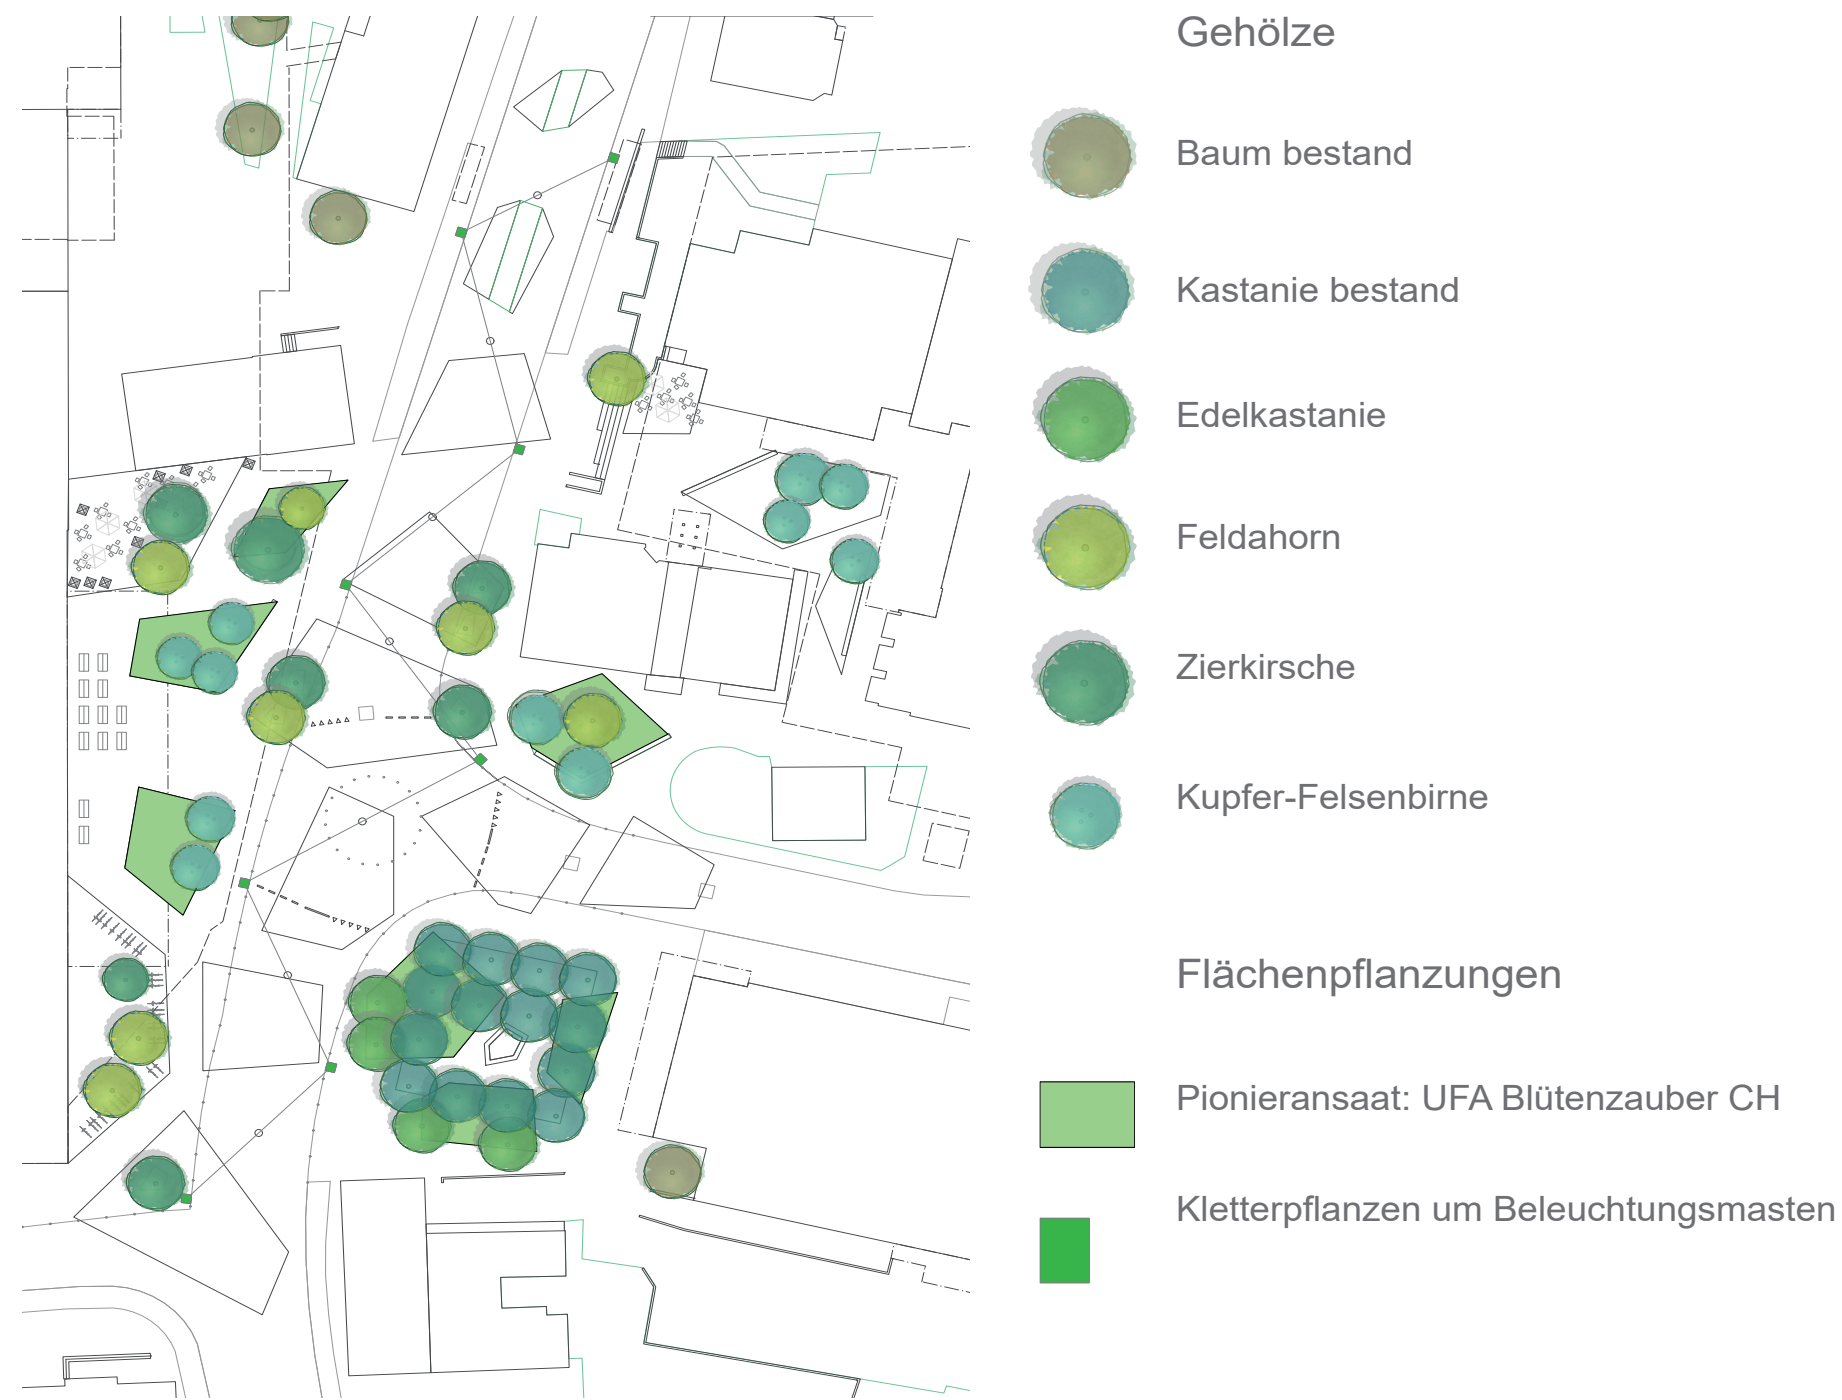 Gehölze
Baum bestand
Kastanie bestand
Edelkastanie
Feldahorn
Zierkirsche
Kupfer-Felsenbirne
Flächenpflanzungen
Pionieransaat: UFA Blütenzauber CH
Kletterpflanzen um Beleuchtungsmasten